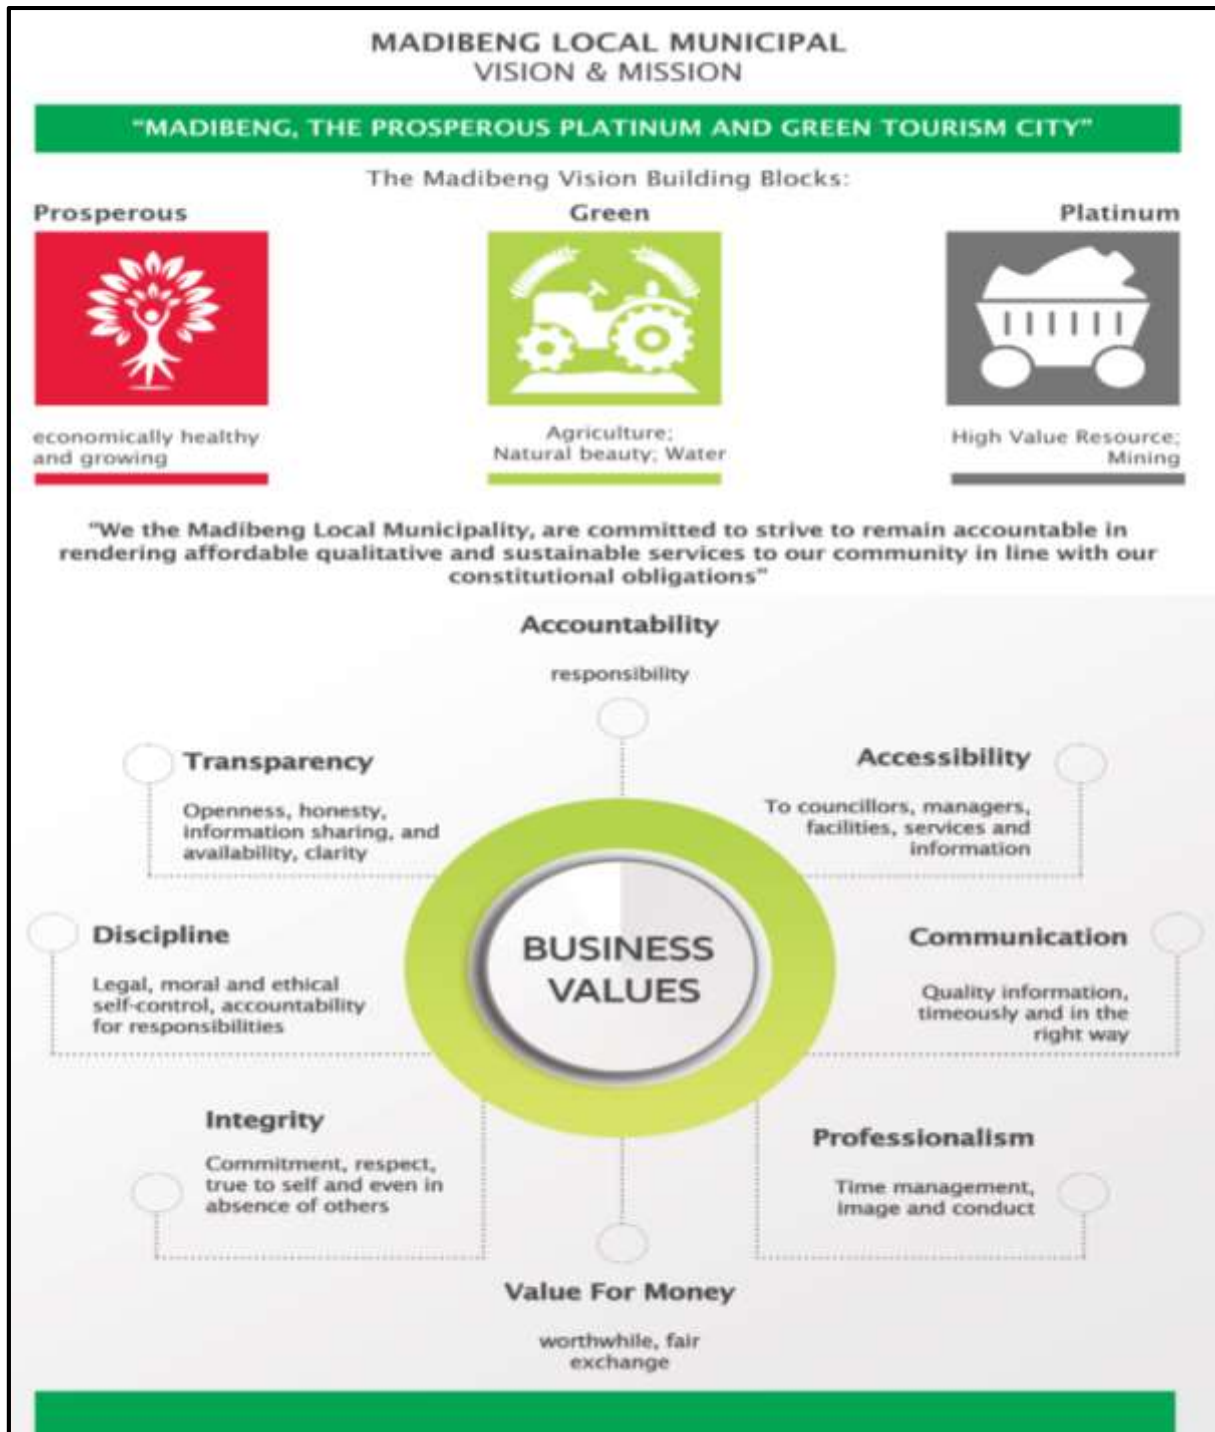 MADIBENG LOCAL MUNICIPAL
VISION & MISSION
"MADIBENG, THE PROSPEROUS PLATINUM AND GREEN TOURISM CITY"
The Madibeng Vision Building Blocks:
Prosperous
economically healthy
and growing
Green
Agriculture;
Natural beauty; Water
Platinum
High Value Resource;
Mining
"We the Madibeng Local Municipality, are committed to strive to remain accountable in
rendering affordable qualitative and sustainable services to our community in line with our
constitutional obligations"
Accountability
responsibility
Transparency
Openness, honesty,
information sharing, and
availability, clarity
Accessibility
To councillors, managers,
facilities, services and
information
Discipline
Legal, moral and ethical
self-control, accountability
for responsibilities
BUSINESS
VALUES
Communication
Quality information,
timeously and in the
right way
Integrity
Commitment, respect,
true to self and even in
absence of others
Professionalism
Time management,
image and conduct
Value For Money
worthwhile, fair
exchange